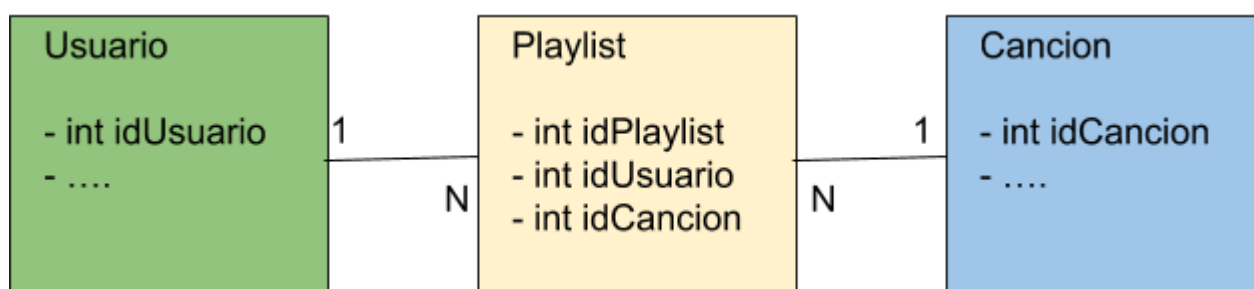 Usuario
- int idUsuario
- ....
1
N
Playlist
- int idPlaylist
- int idUsuario
- int idCancion
1
N
Cancion
- int idCancion
- ....